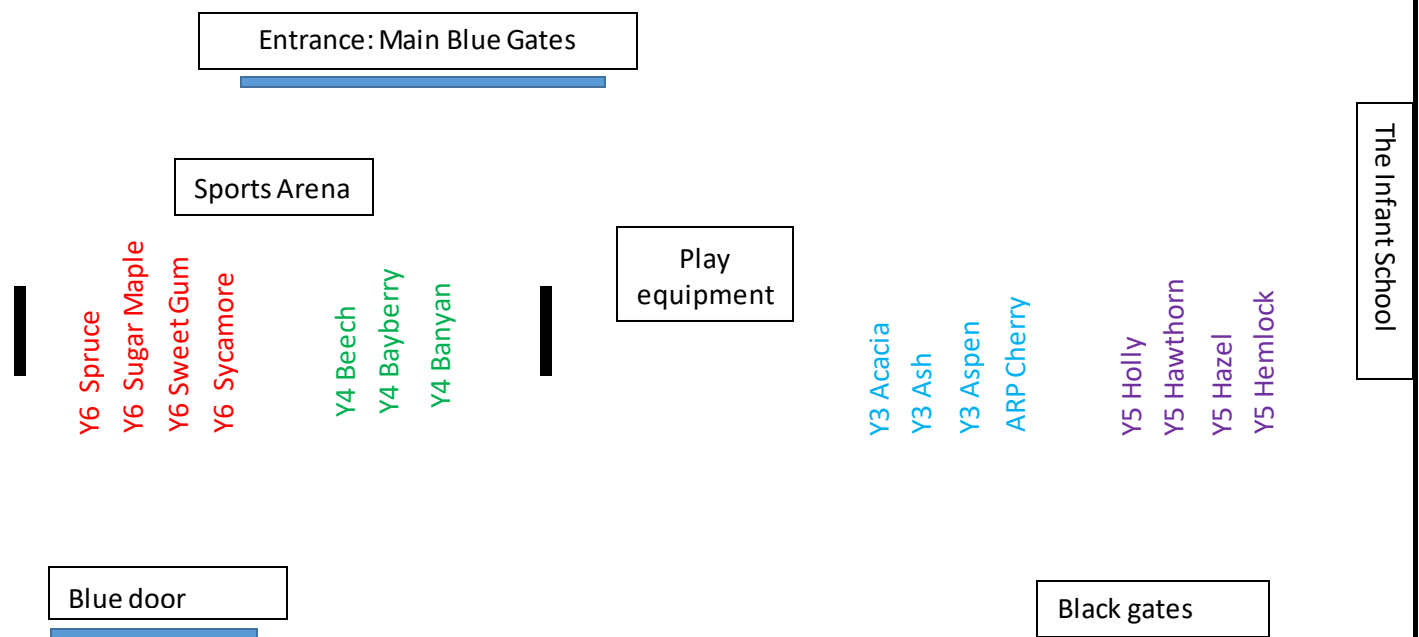 Entrance: Main Blue Gates
The Infant School
Sports Arena
Play
equipment
Y6 Spruce
Y6 Sugar Maple
Y6 Sweet Gum
Y6 Sycamore
Y4 Beech
Y4 Bayberry
Y4 Banyan
Y3 Acacia
Y3 Ash
Y3 Aspen
ARP Cherry
Y5 Holly
Y5 Hawthorn
Y5 Hazel
Y5 Hemlock
Blue door
Black gates